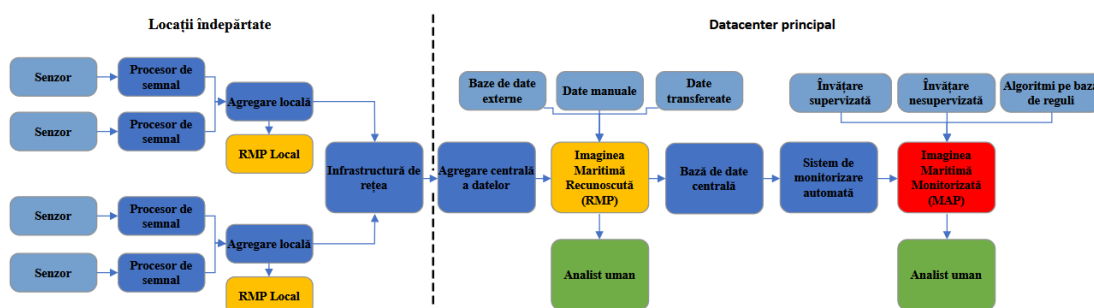 Locații îndepărtate
Datacenter principal
Senzor
Procesor de
semnal
Senzor
Procesor de
semnal
Agregare locală
RMP Local
Senzor
Procesor de
semnal
Senzor
Procesor de
semnal
Agregare locală
RMP Local
Infrastructură de
rețea
Baze de date
externe
Date manuale
Date
transfereate
Agregare centrală
a datelor
Imaginea
Maritimă
Recunoscută
(RMP)
Bază de date
centrală
Analist uman
Învățare
supervizată
Învățare
nesupervizată
Algoritmi pe bază
de reguli
Sistem de
monitorizare
automată
Imaginea
Maritimă
Monitorizată
(MAP)
Analist uman